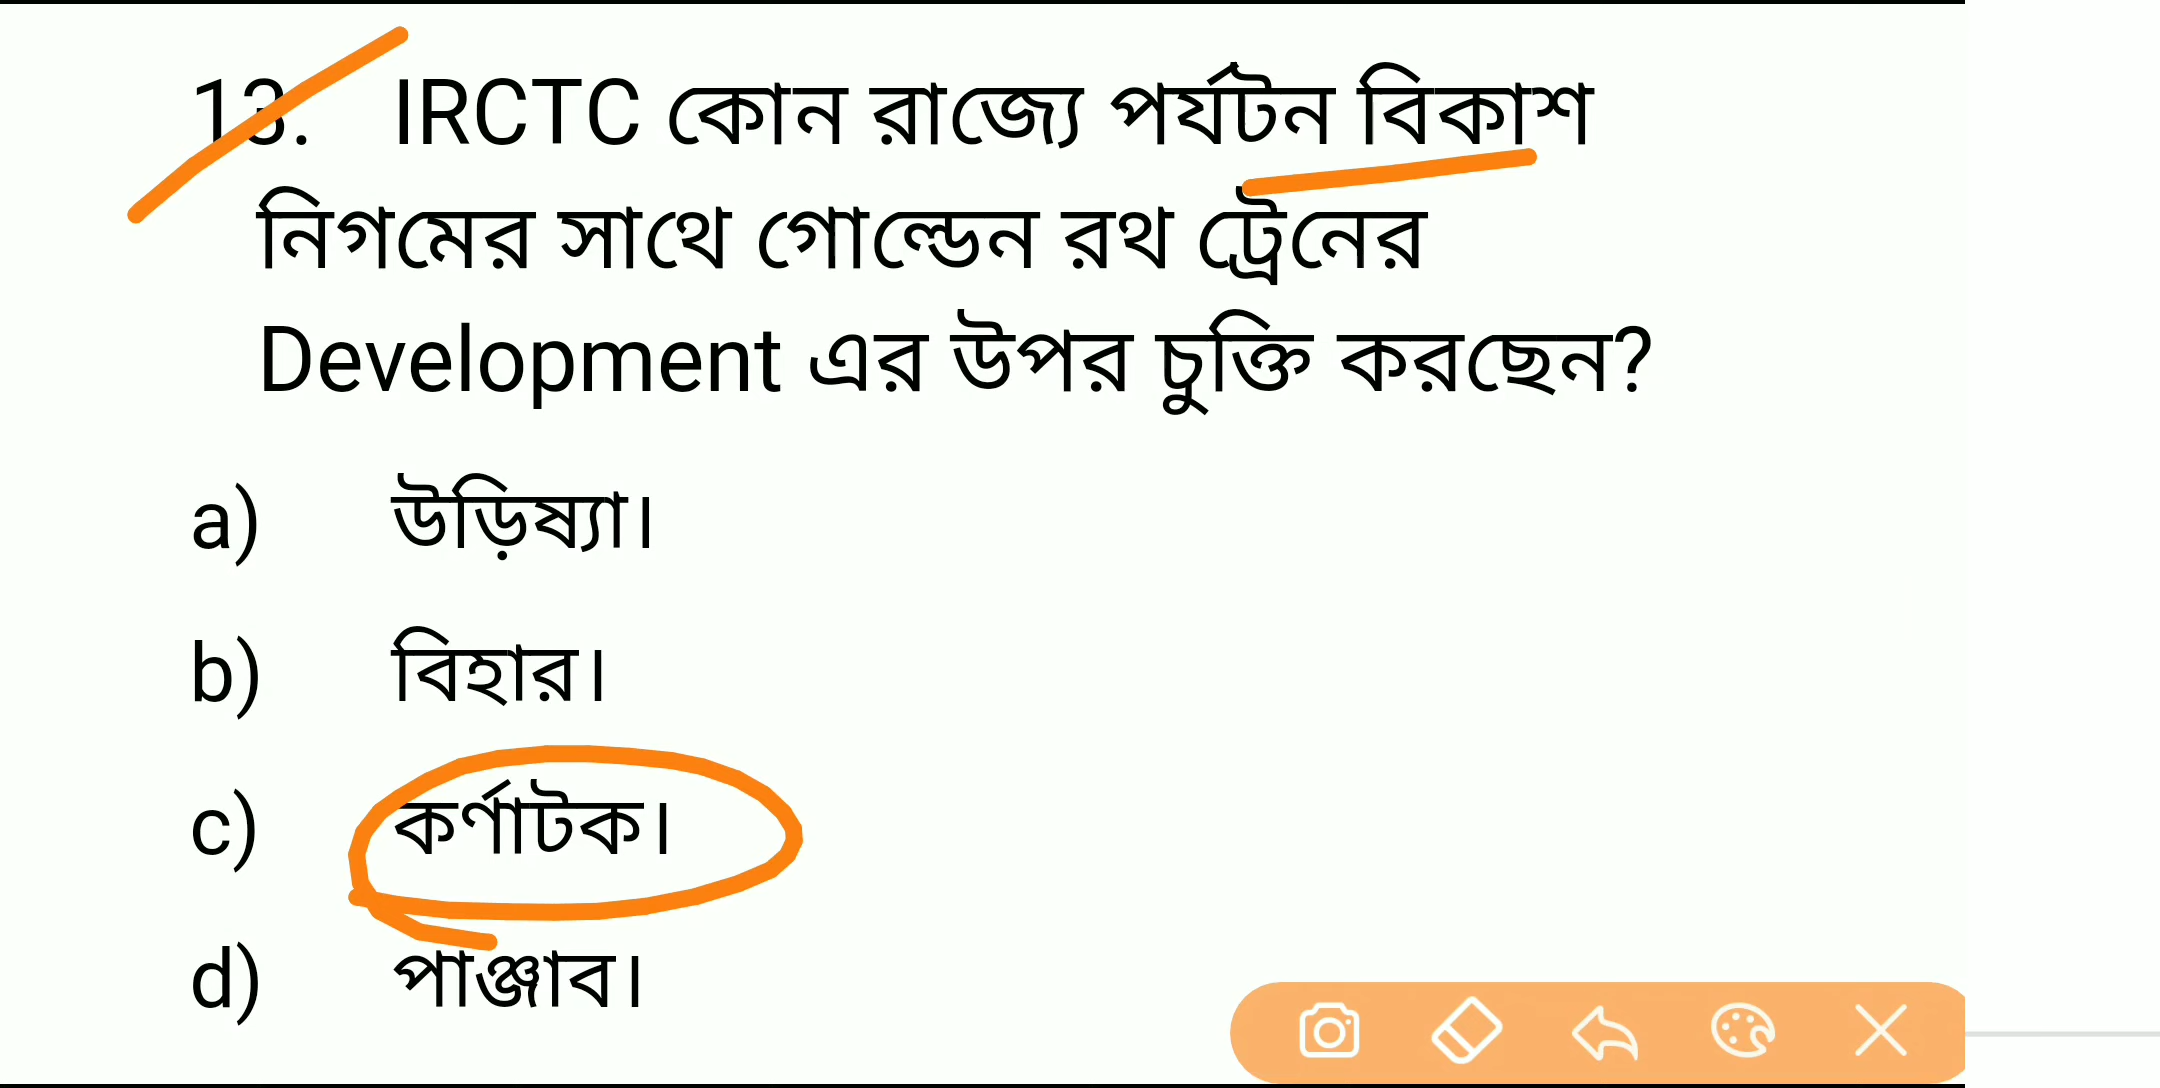 13. IRCTC কোন রাজ্যে পর্যটন বিকাশ
নিগমের সাথে গোল্ডেন রথ ট্রেনের
Development এর উপর চুক্তি করছেন?
a) উড়িষ্যা।
b) বিহার।
c) কর্ণাটক।
d) পাঞ্জাব।